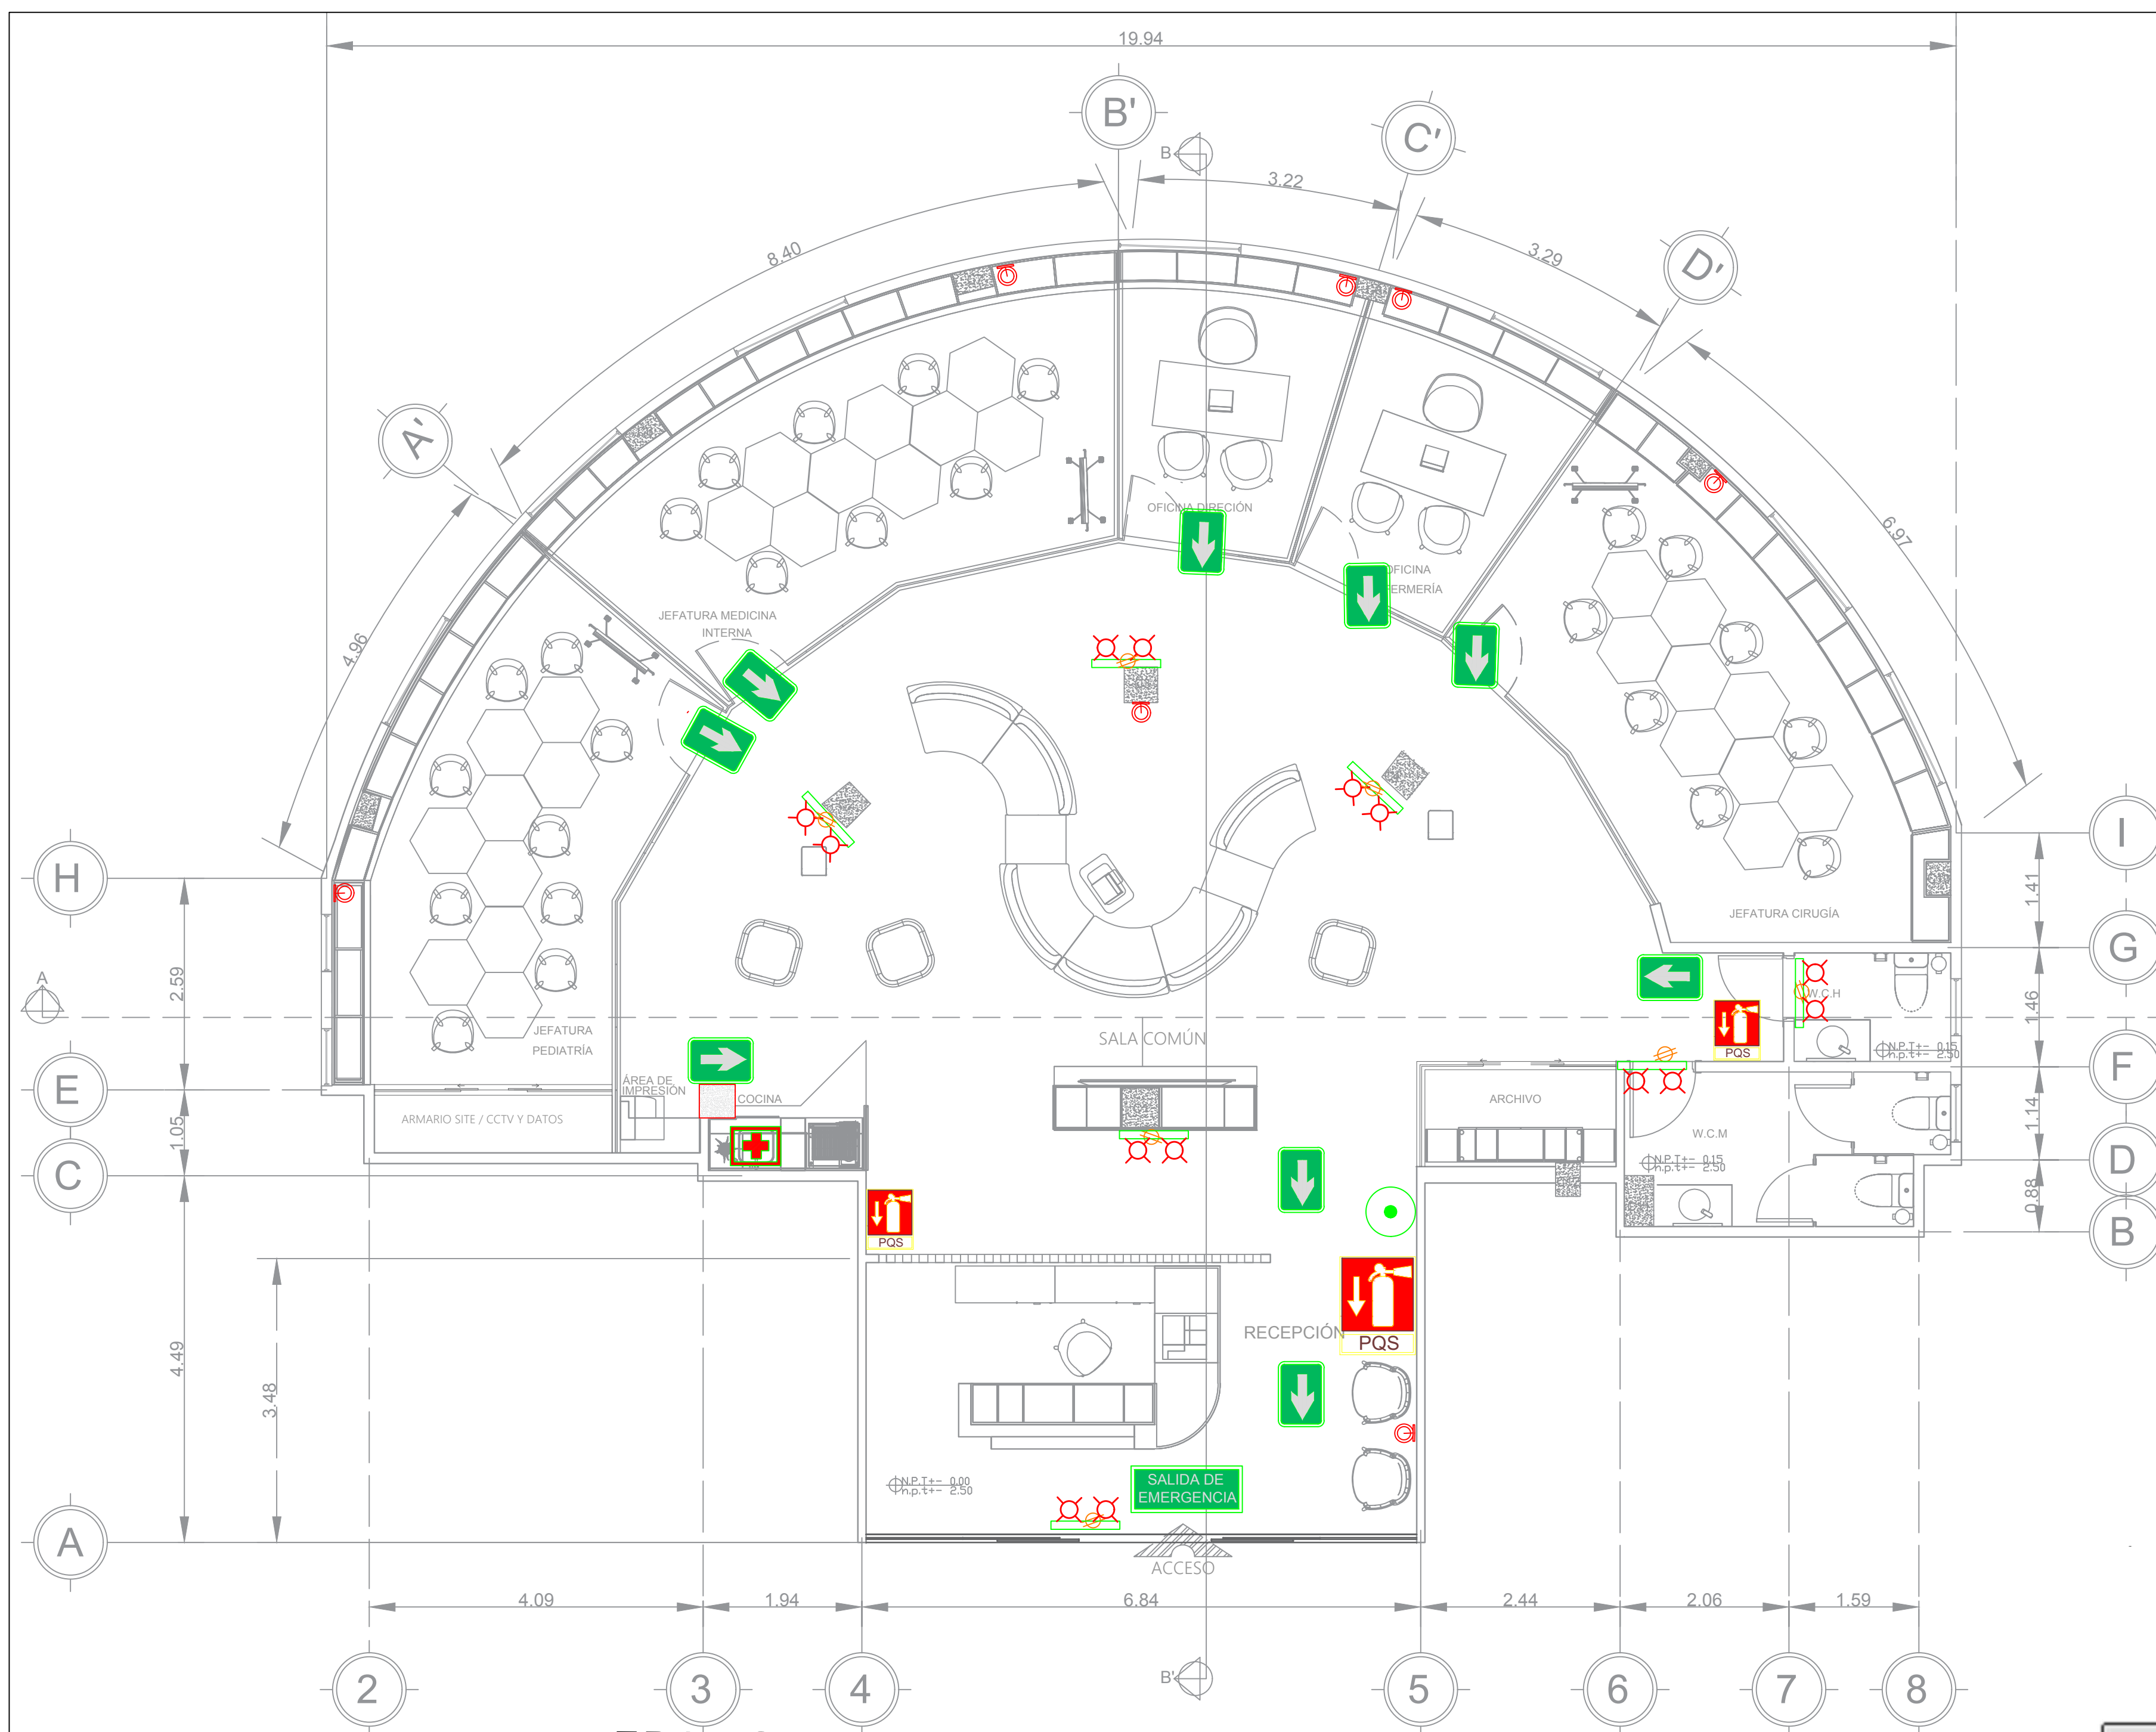 19.94
B'
B
C'
3.22
8.40
3.29
D'
A'
6.97
4.96
OFICINA DIRECIÓN
OFICINA
FERMERÍA
JEFATURA MEDICINA
INTERNA
I
H
1.41
JEFATURA CIRUGÍA
G
A
2.59
W.C.H
1.46
JEFATURA
PEDIATRÍA
SALA COMÚN
PQS
N.P.T+- 0.15
n.p.t+- 2.50
F
E
ÁREA DE
IMPRESIÓN
COCINA
ARCHIVO
1.05
ARMARIO SITE / CCTV Y DATOS
W.C.M
1.14
N.P.T+- 0.15
n.p.t+- 2.50
D
C
0.88
B
PQS
4.49
3.48
RECEPCIÓN
PQS
N.P.T+- 0.00
n.p.t+- 2.50
SALIDA DE
EMERGENCIA
A
ACCESO
4.09
1.94
6.84
2.44
2.06
1.59
B'
2
3
4
5
6
7
8